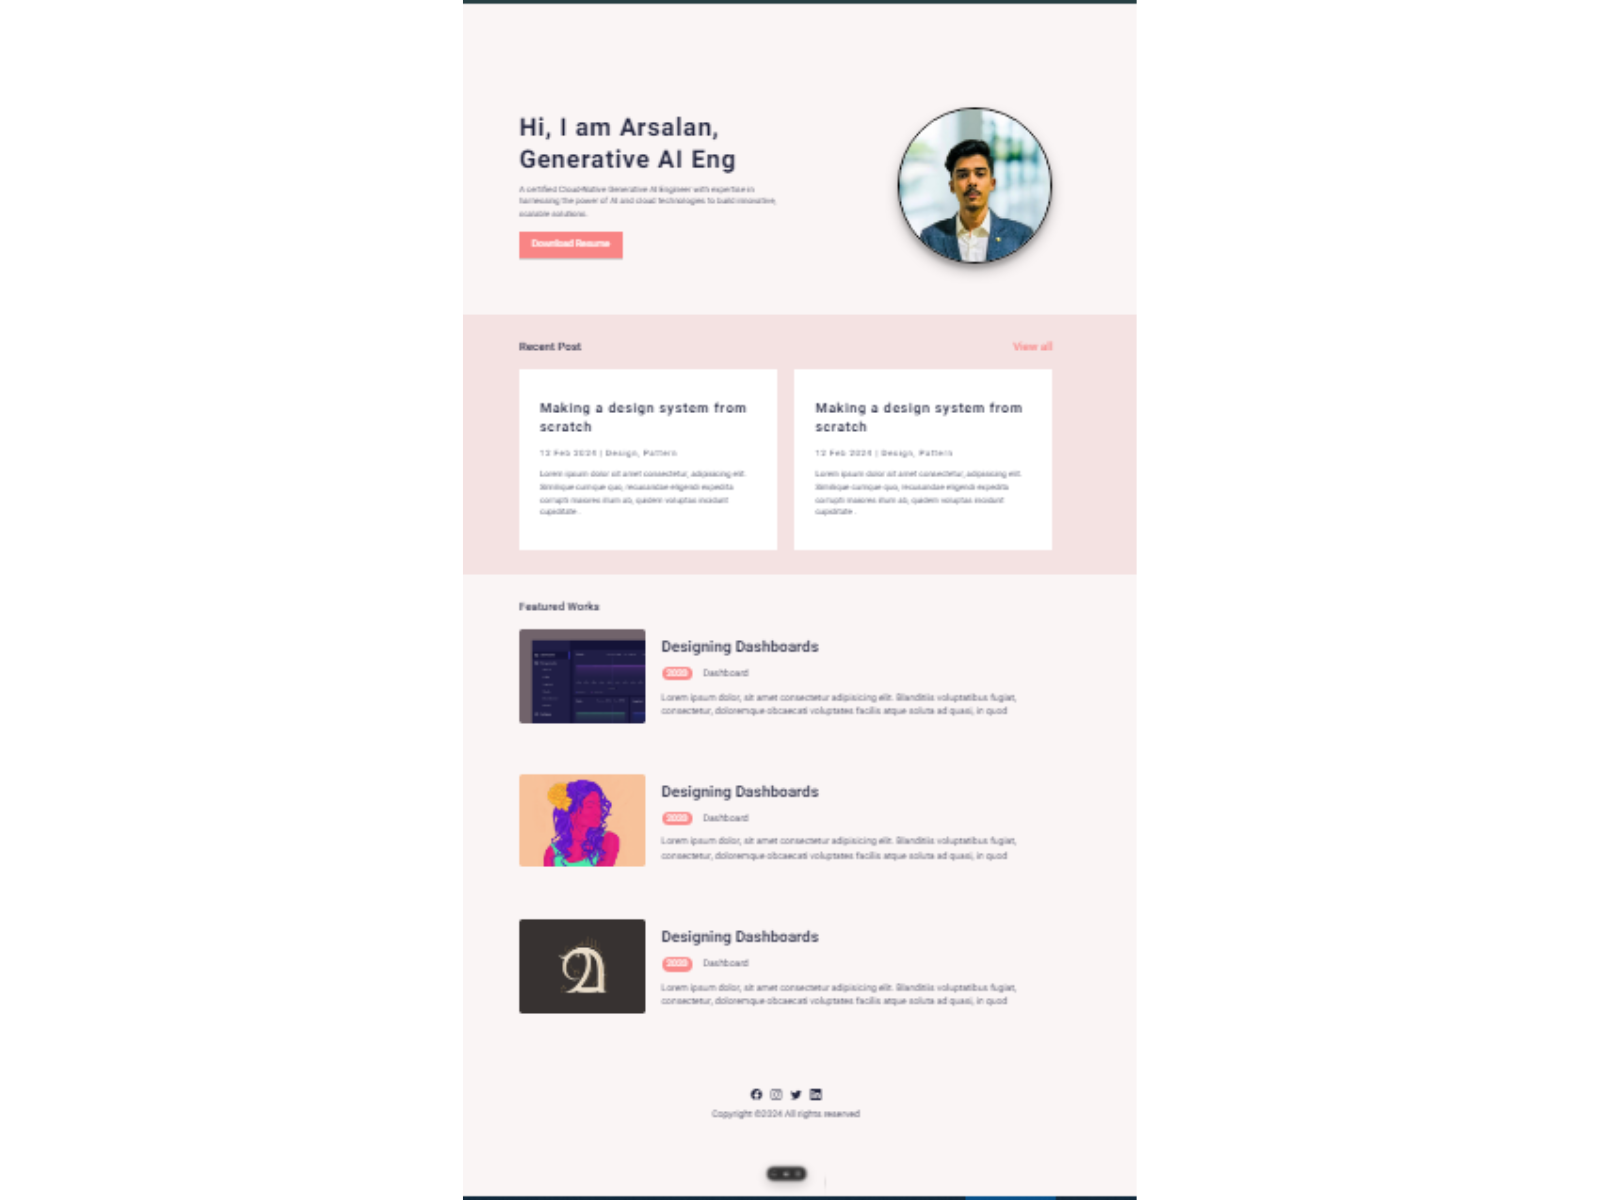 Hi, I am Arsalan,
Generative AI Eng
A certified Cloud-Native Generative AI Engineer with expertise in
harnessing the power of AI and cloud technologies to build innovative,
scalable solutions.
Download Resume
Recent Post
View all
Making a design system from
scratch
12 Feb 2024 | Design, Pattern
Lorem ipsum dolor sit amet consectetur, adipisicing elit.
Similique cumque quo, recusandae eligendi expedita
corrupti maiores illum ab, quidem voluptas incidunt
cupiditate .
Making a design system from
scratch
12 Feb 2024 | Design, Pattern
Lorem ipsum dolor sit amet consectetur, adipisicing elit.
Similique cumque quo, recusandae eligendi expedita
corrupti maiores illum ab, quidem voluptas incidunt
cupiditate .
Featured Works
Designing Dashboards
2020 Dashboard
Lorem ipsum dolor, sit amet consectetur adipisicing elit. Blanditiis voluptatibus fugiat,
consectetur, doloremque obcaecati voluptates facilis atque soluta ad quasi, in quod
Designing Dashboards
2020 Dashboard
Lorem ipsum dolor, sit amet consectetur adipisicing elit. Blanditiis voluptatibus fugiat,
consectetur, doloremque obcaecati voluptates facilis atque soluta ad quasi, in quod
Designing Dashboards
2020 Dashboard
Lorem ipsum dolor, sit amet consectetur adipisicing elit. Blanditiis voluptatibus fugiat,
consectetur, doloremque obcaecati voluptates facilis atque soluta ad quasi, in quod
Copyright ©2024 All rights reserved